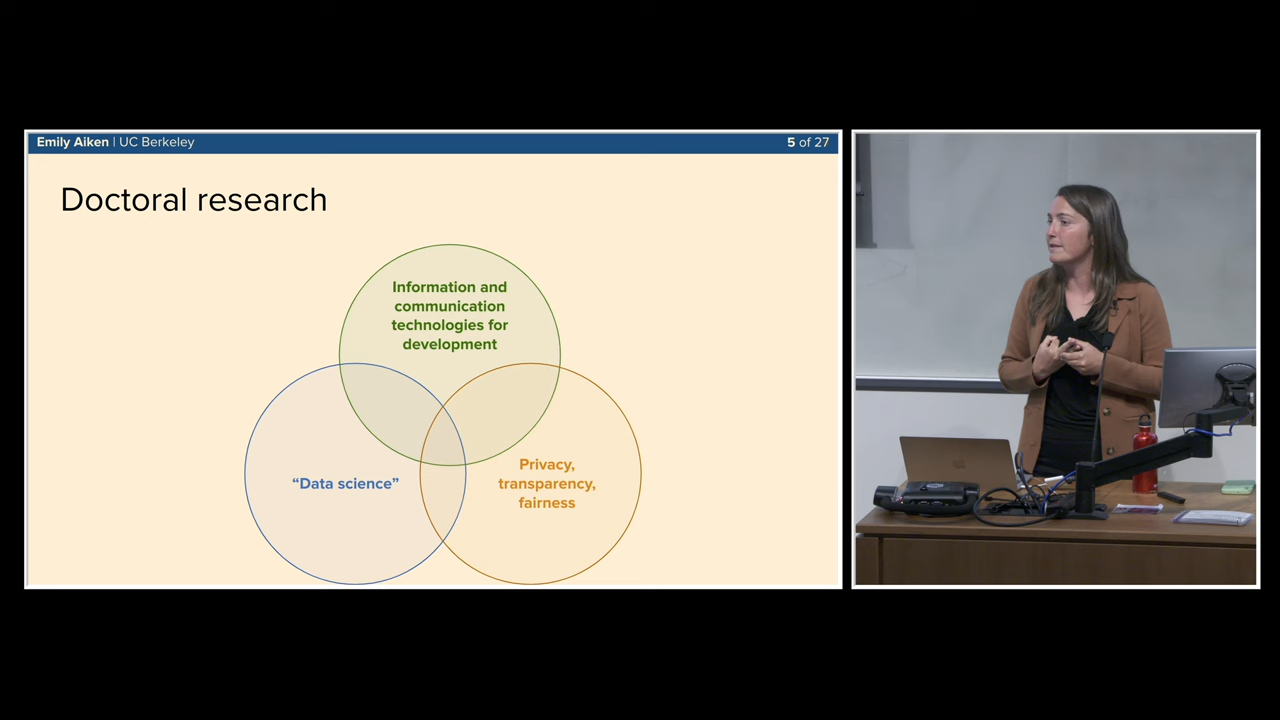 Emily Aiken | UC Berkeley
5 of 27
Doctoral research
Information and
communication
technologies for
development
“Data science”
Privacy,
transparency,
fairness